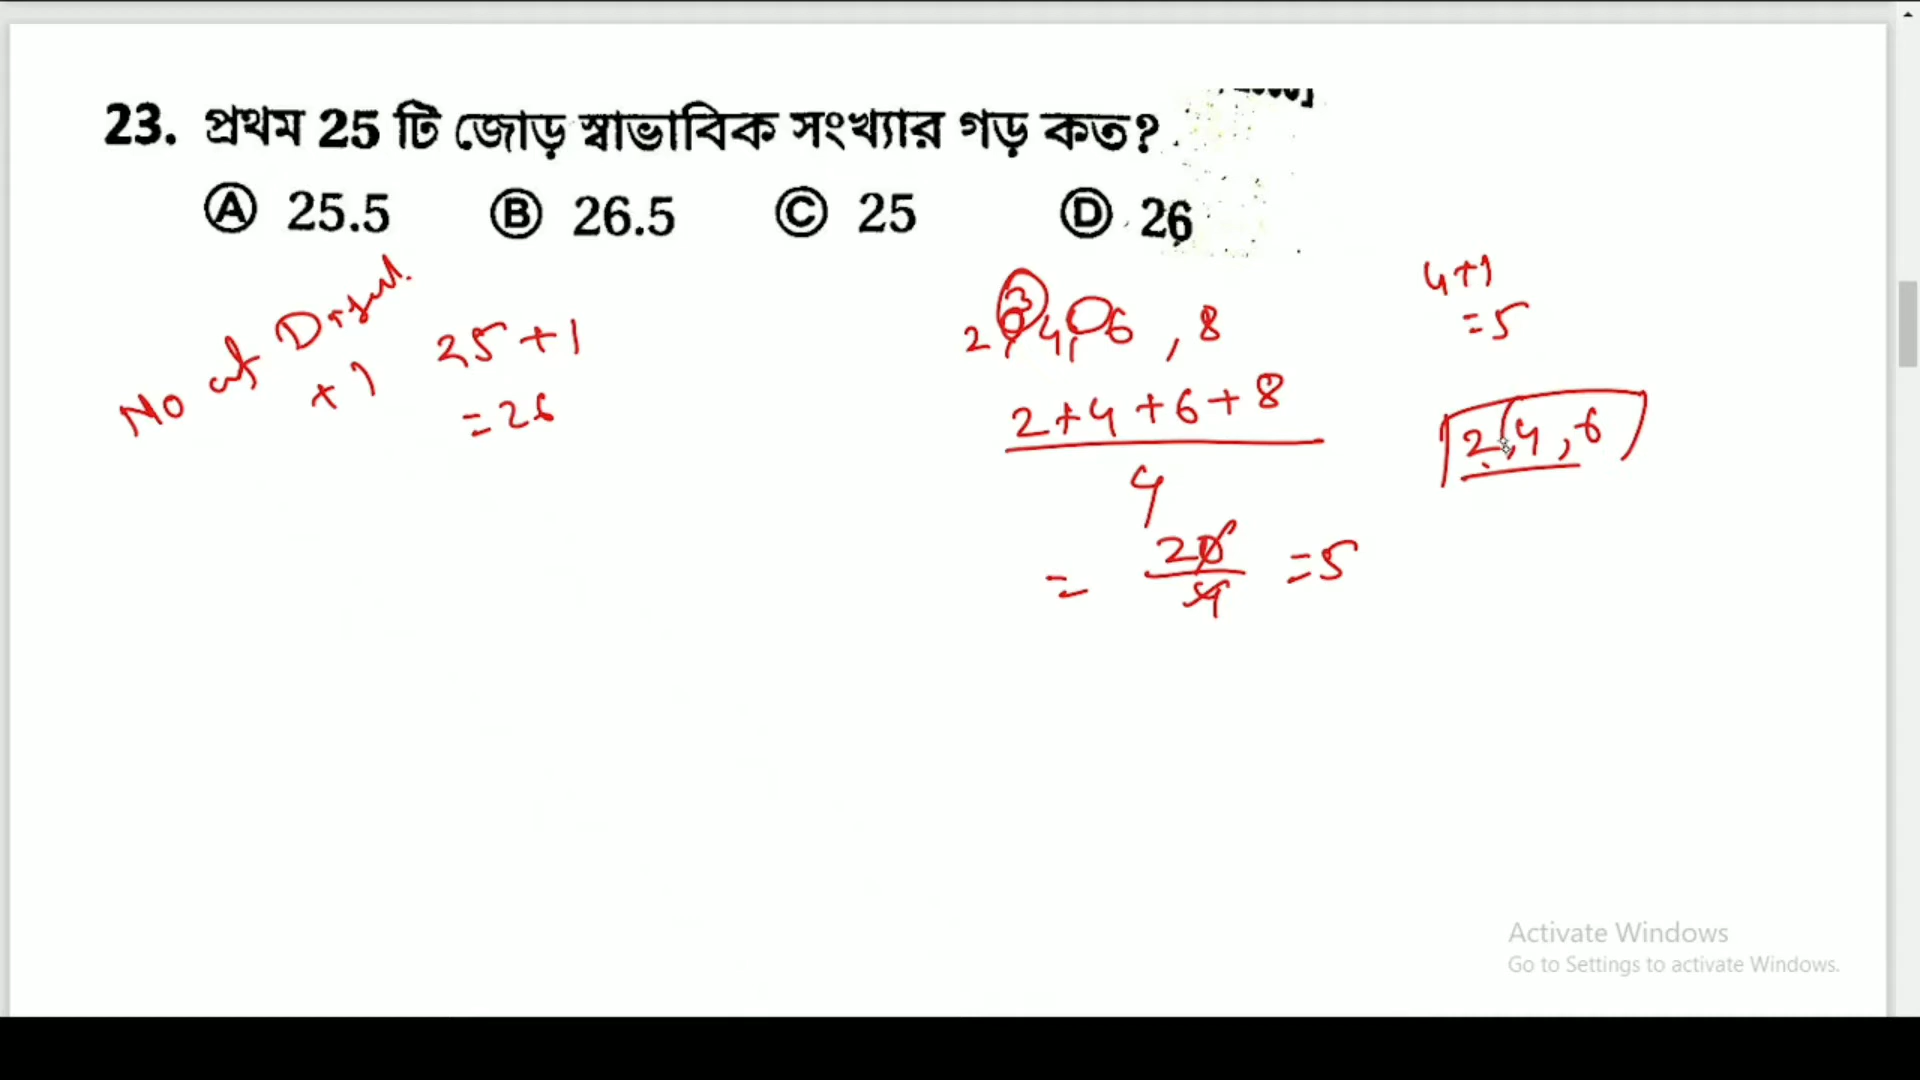 23. প্রথম 25 টি জোড় স্বাভাবিক সংখ্যার গড় কত?
Ⓐ 25.5 Ⓑ 26.5 Ⓒ 25 Ⓓ 26
No of
+1
25+1
=26
2, 4, 6, 8
3
2+4+6+8
4
= 20/4 =5
4+1
=5
2,4,6
Activate Windows
Go to Settings to activate Windows.